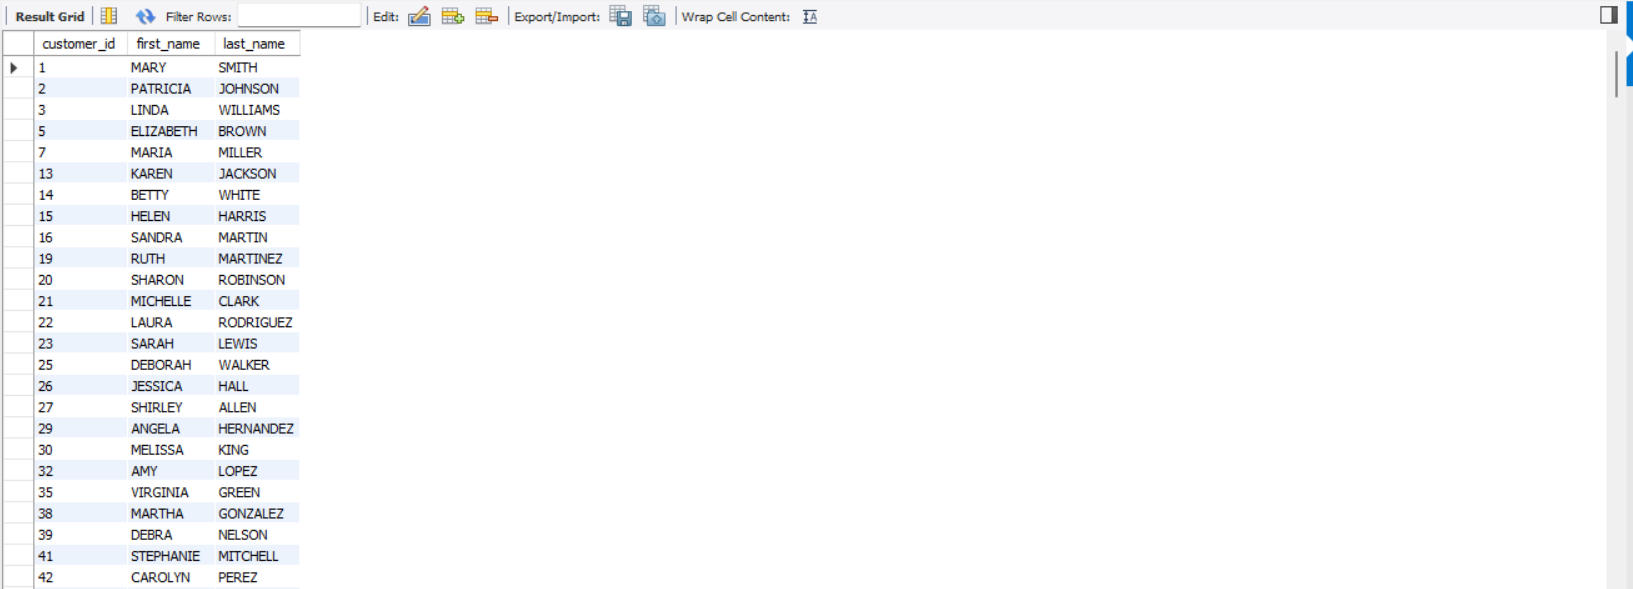 Result Grid Filter Rows: Edit: Export/Import: Wrap Cell Content: IA
customer_id first_name last_name
1 MARY SMITH
2 PATRICIA JOHNSON
3 LINDA WILLIAMS
5 ELIZABETH BROWN
7 MARIA MILLER
13 KAREN JACKSON
14 BETTY WHITE
15 HELEN HARRIS
16 SANDRA MARTIN
19 RUTH MARTINEZ
20 SHARON ROBINSON
21 MICHELLE CLARK
22 LAURA RODRIGUEZ
23 SARAH LEWIS
25 DEBORAH WALKER
26 JESSICA HALL
27 SHIRLEY ALLEN
29 ANGELA HERNANDEZ
30 MELISSA KING
32 AMY LOPEZ
35 VIRGINIA GREEN
38 MARTHA GONZALEZ
39 DEBRA NELSON
41 STEPHANIE MITCHELL
42 CAROLYN PEREZ